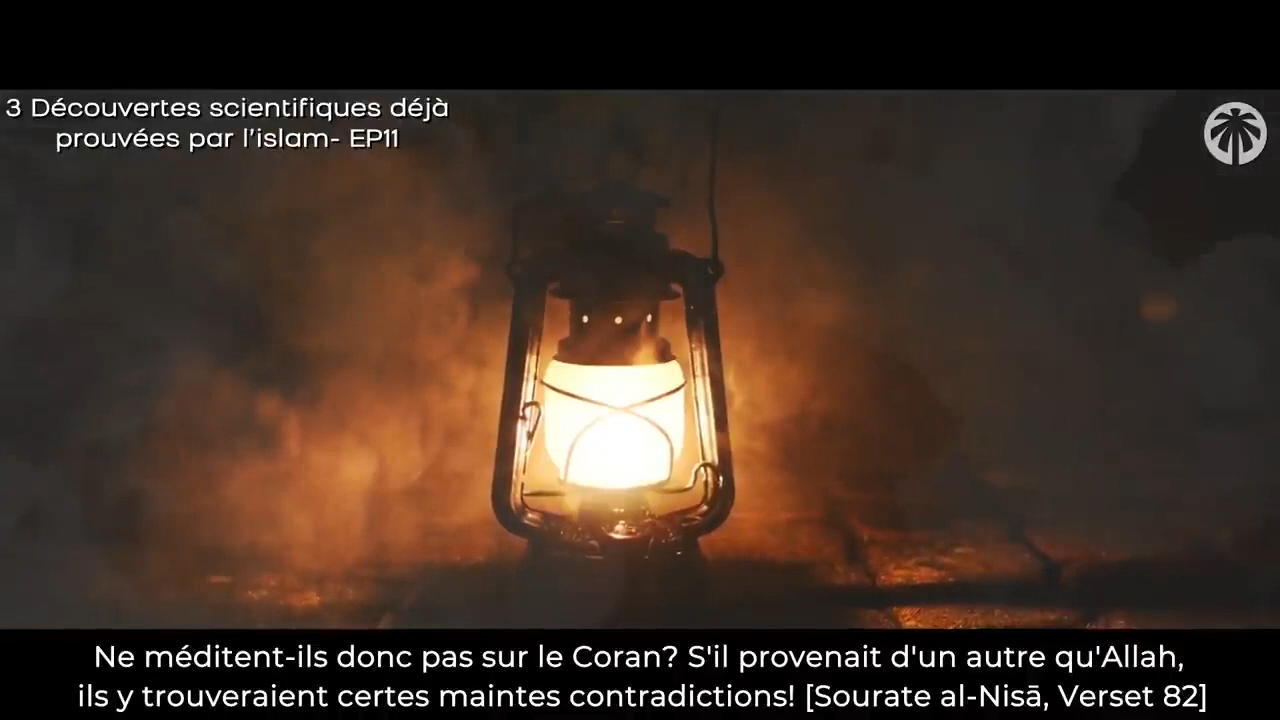 3 Découvertes scientifiques déjà
prouvées par l'islam- EP11
Ne méditent-ils donc pas sur le Coran? S'il provenait d'un autre qu'Allah,
ils y trouveraient certes maintes contradictions! [Sourate al-Nisā, Verset 82]